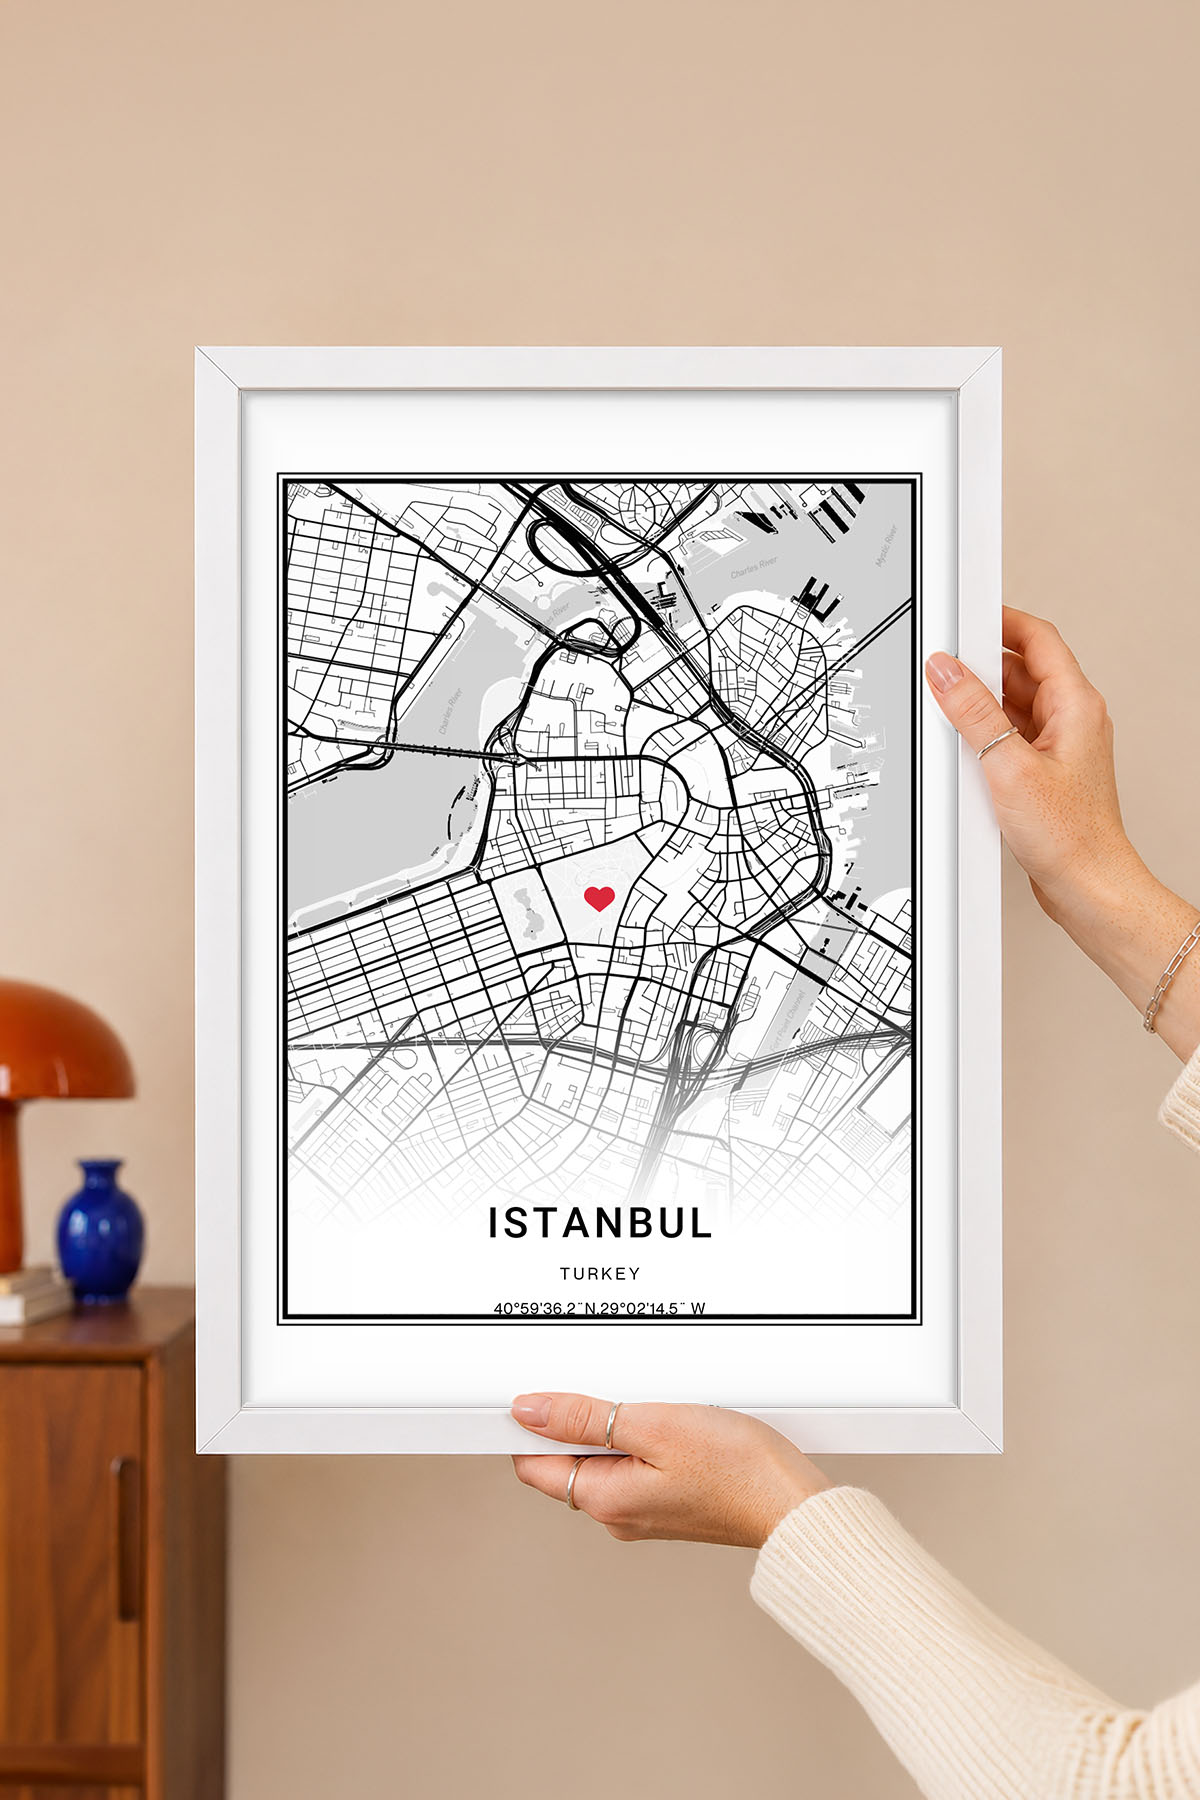 Charles River
Mystic River
River
Charles River
Fort Point Channel
ISTANBUL
TURKEY
40°59'36.2¨N.29°02'14.5¨ W